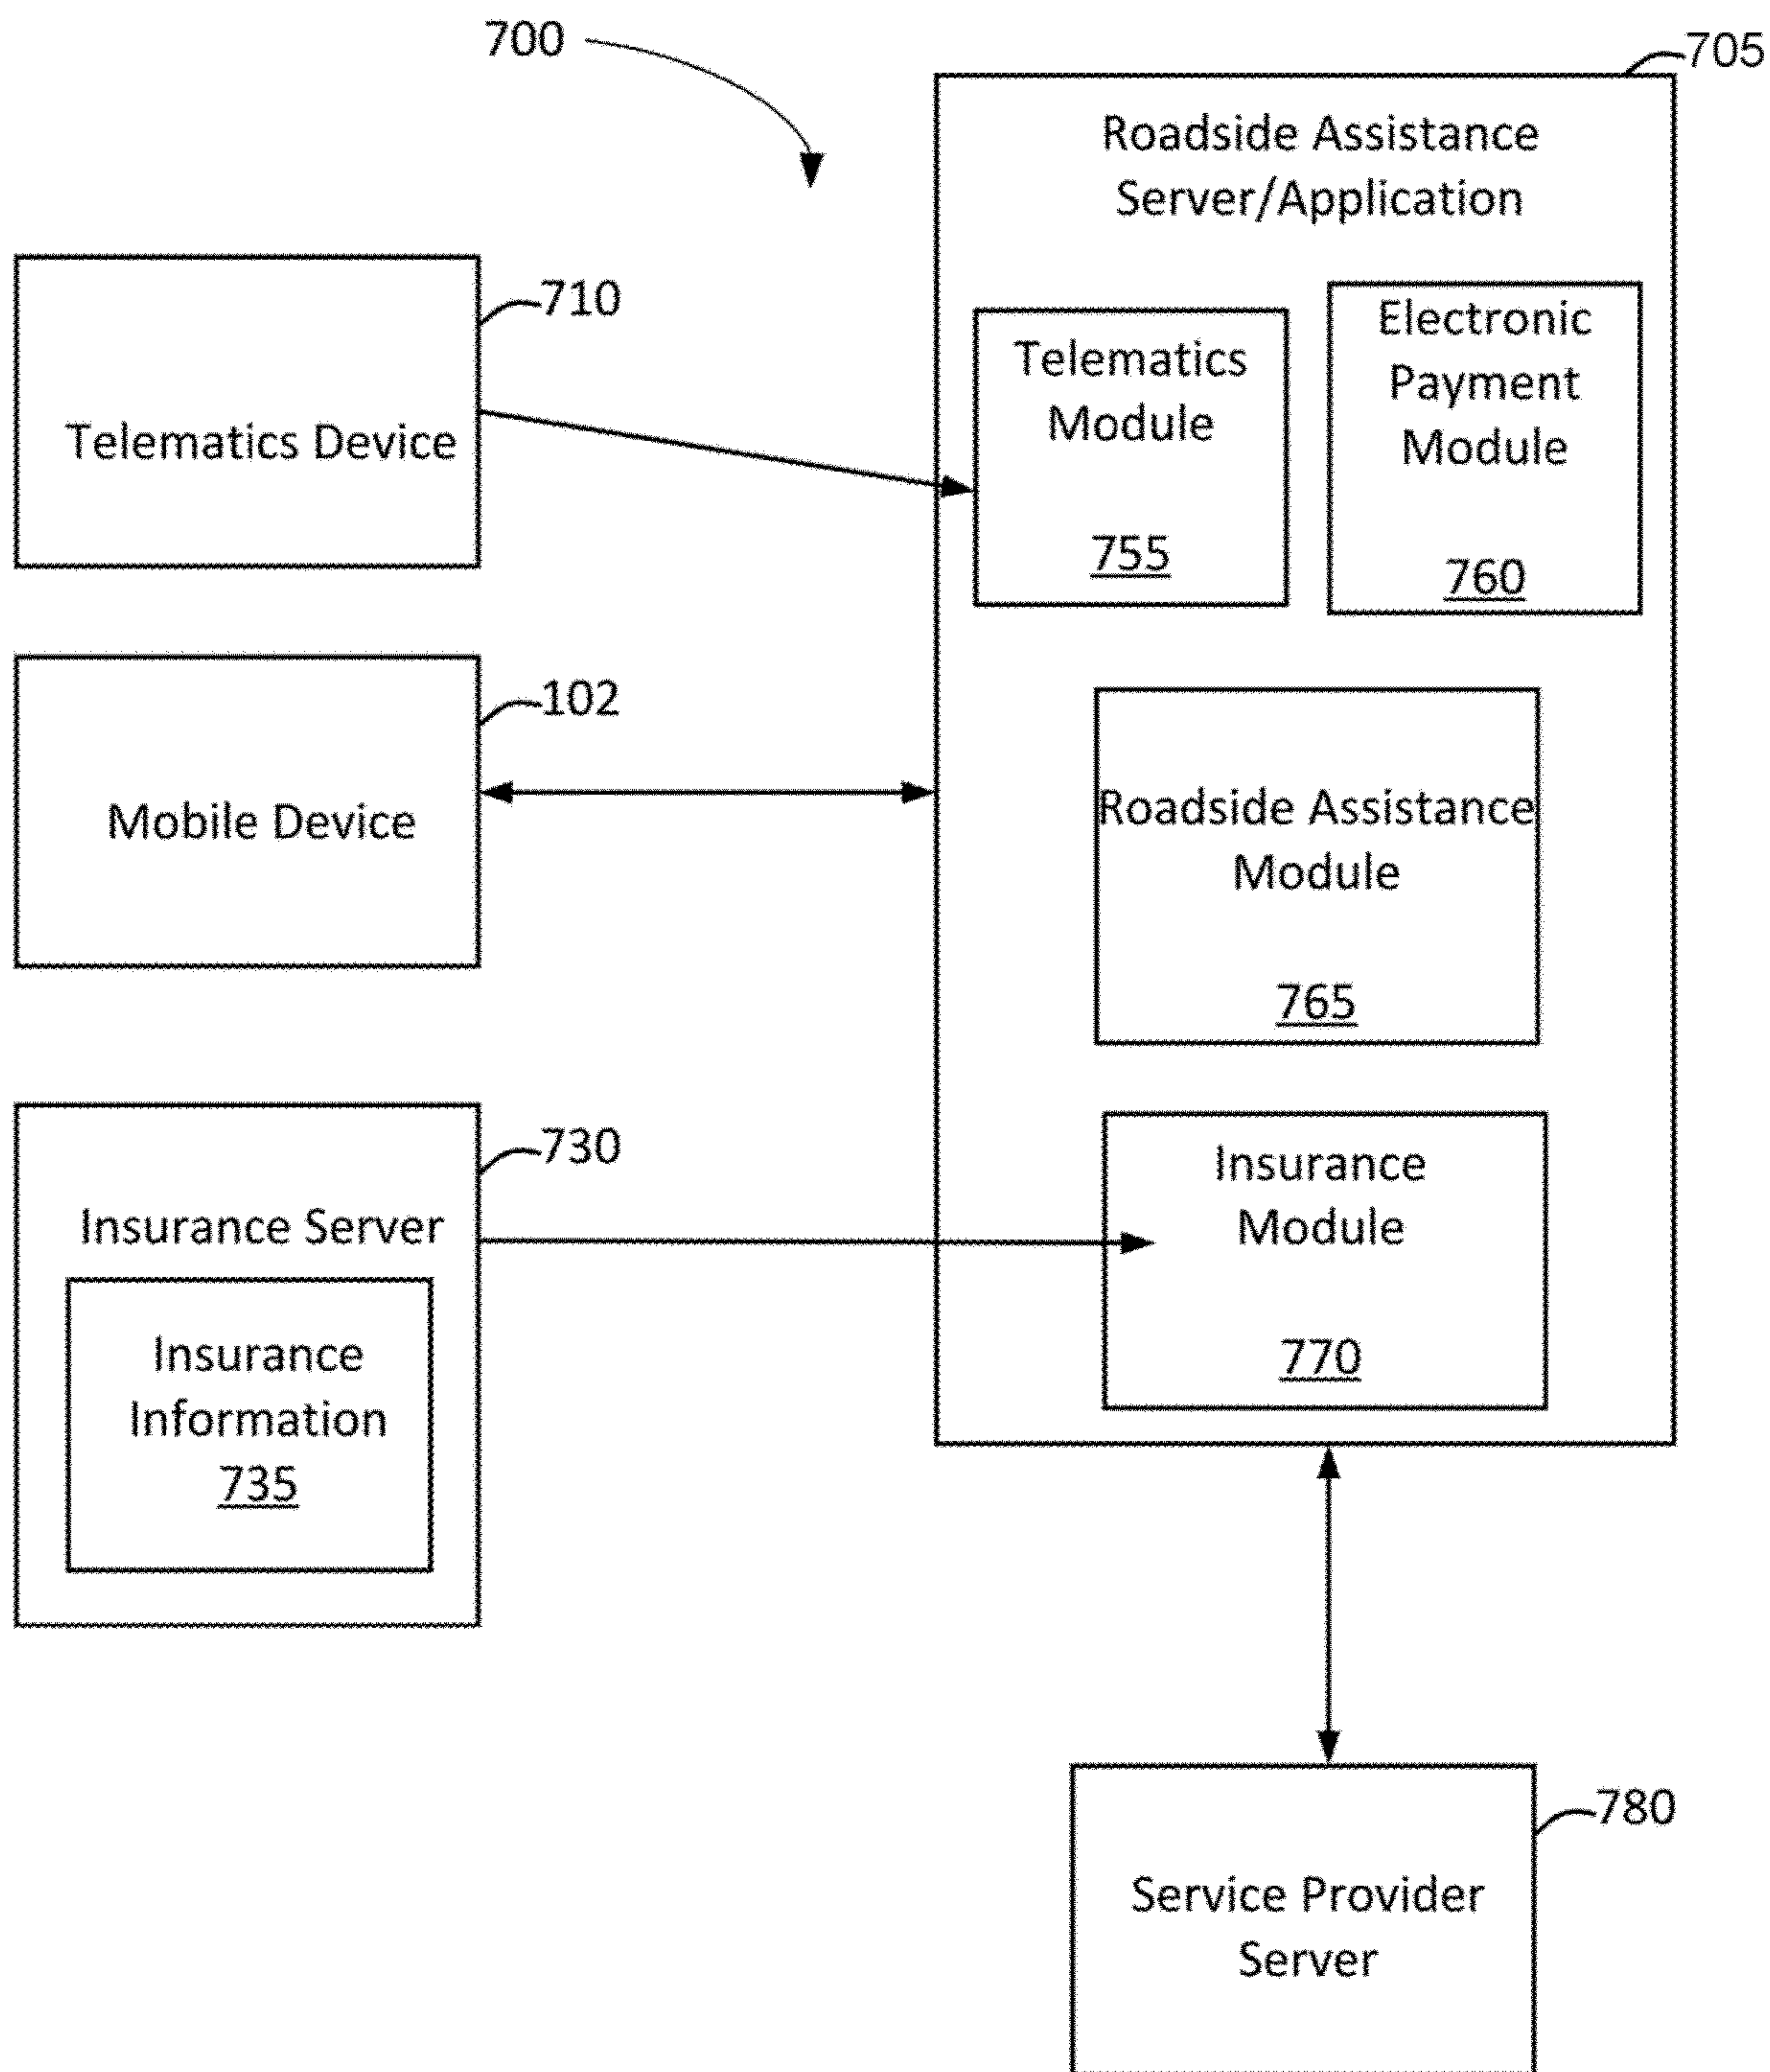 700
705
Roadside Assistance
Server/Application
710
Telematics Device
Telematics
Module
755
Electronic
Payment
Module
760
102
Mobile Device
Roadside Assistance
Module
765
730
Insurance Server
Insurance
Information
735
Insurance
Module
770
780
Service Provider
Server